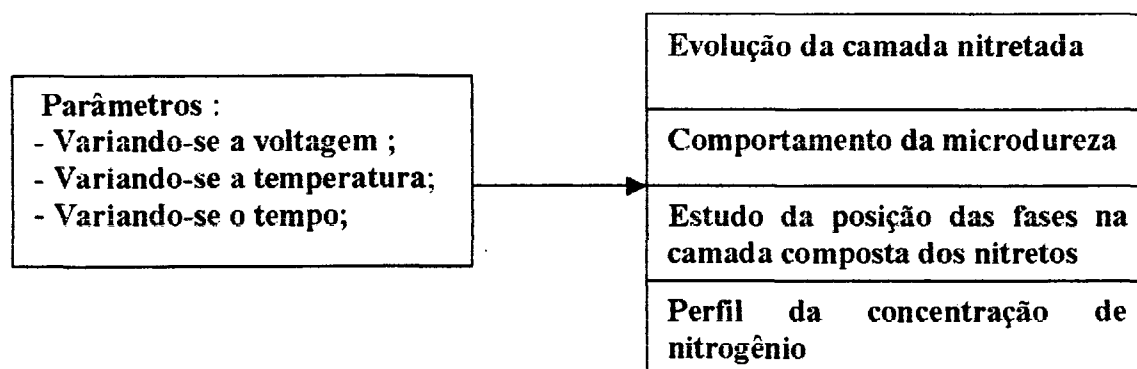 Parâmetros :
- Variando-se a voltagem ;
- Variando-se a temperatura;
- Variando-se o tempo;
Evolução da camada nitretada
Comportamento da microdureza
Estudo da posição das fases na
camada composta dos nitretos
Perfil da concentração de
nitrogênio